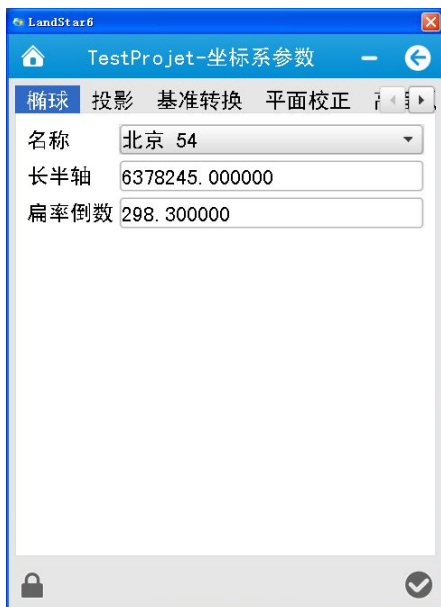 LandStar6
TestProjet-坐标系参数
椭球 投影 基准转换 平面校正
名称 北京 54
长半轴 6378245.000000
扁率倒数 298.300000